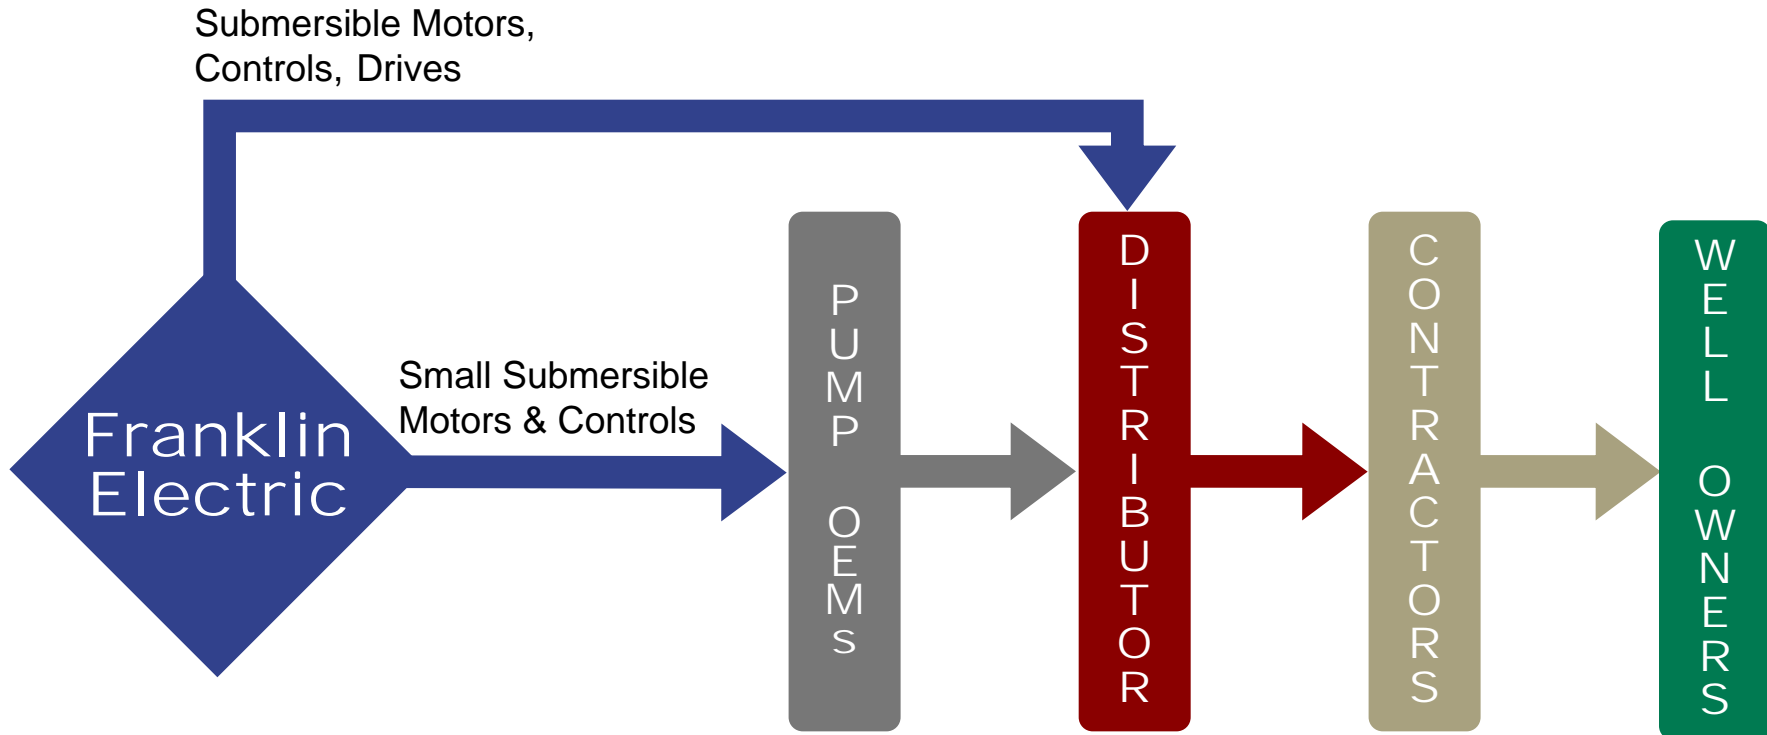 Submersible Motors,
Controls, Drives
Small Submersible
Motors & Controls
Franklin
Electric
PUMP OEMs
DISTRIBUTOR
CONTRACTORS
WELL OWNERS